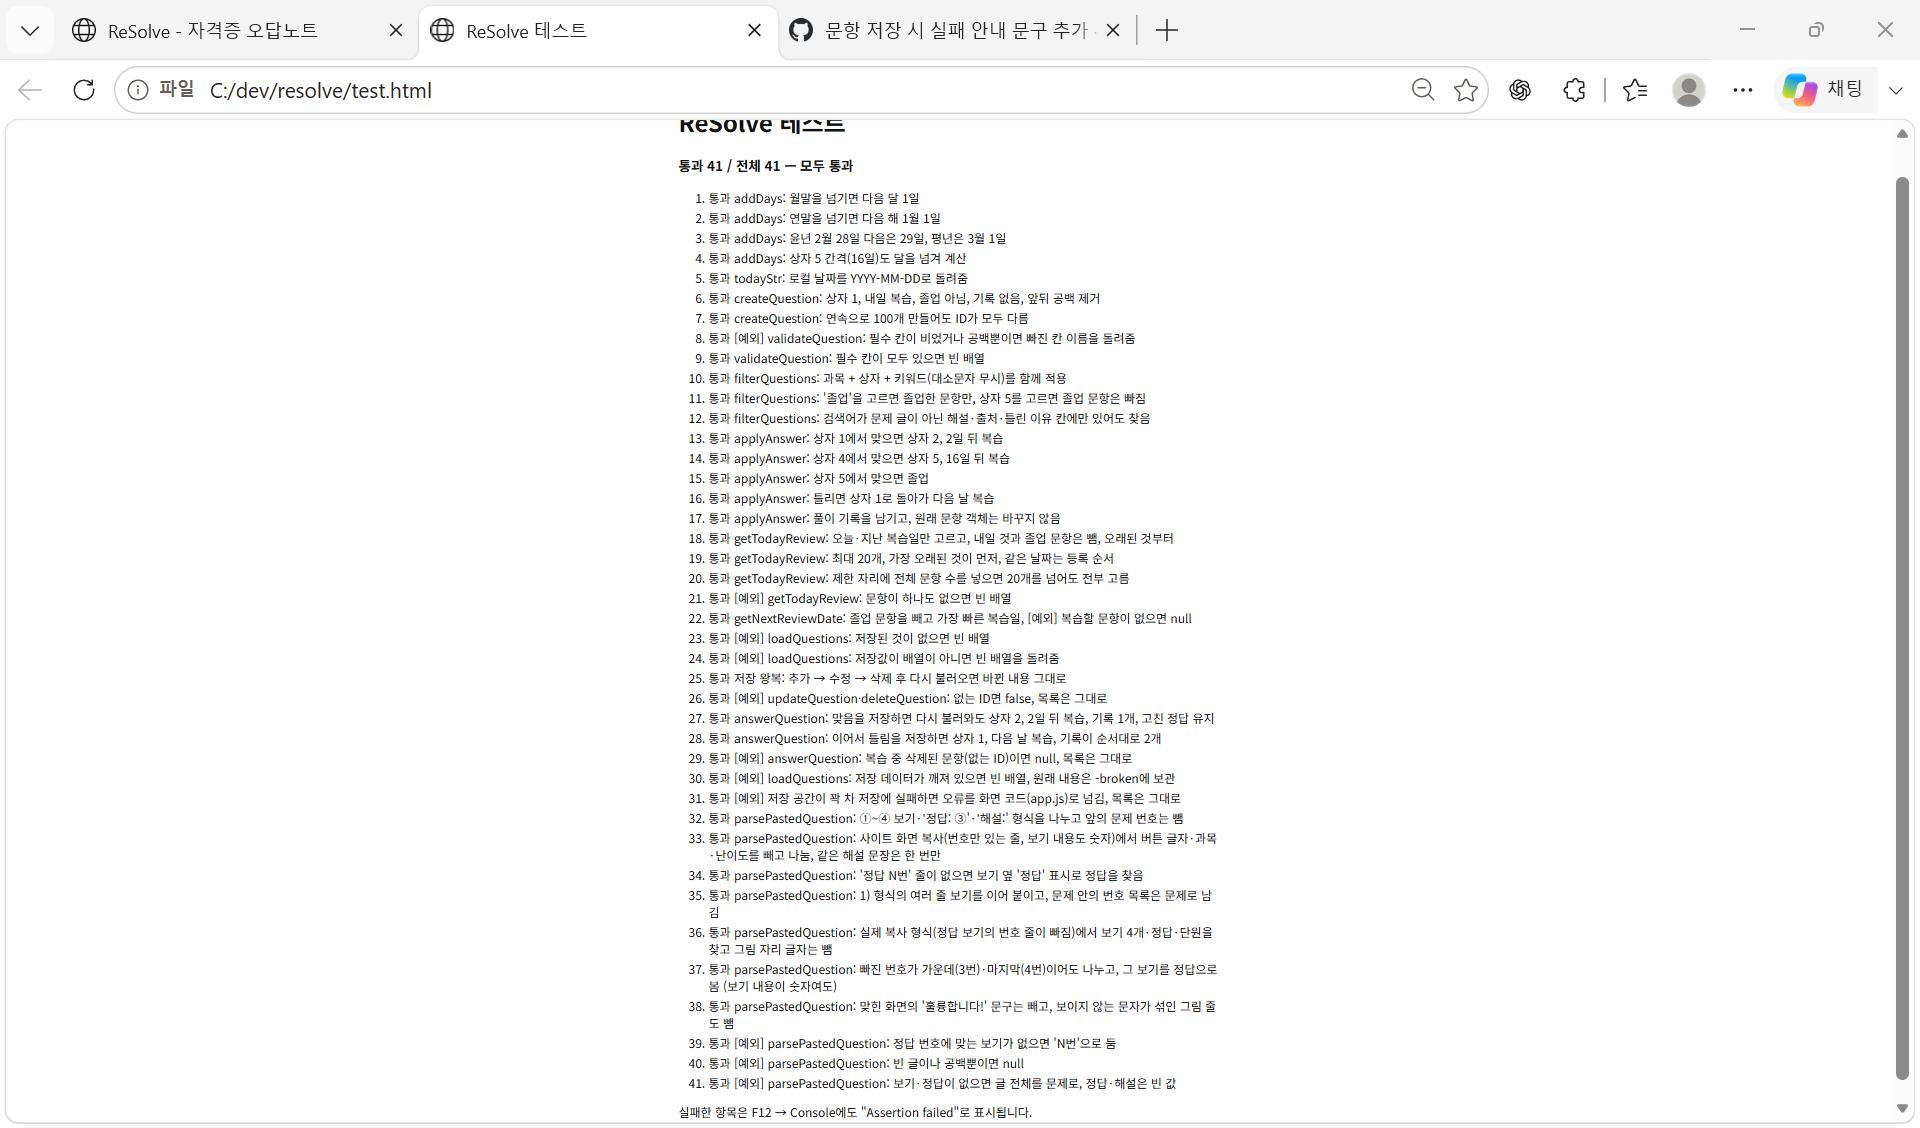 ReSolve - 자격증 오답노트
ReSolve 테스트
문항 저장 시 실패 안내 문구 추가
파일 C:/dev/resolve/test.html
채팅
ReSolve 테스트
통과 41 / 전체 41 — 모두 통과
1. 통과 addDays: 월말을 넘기면 다음 달 1일
2. 통과 addDays: 연말을 넘기면 다음 해 1월 1일
3. 통과 addDays: 윤년 2월 28일 다음은 29일, 평년은 3월 1일
4. 통과 addDays: 상자 5 간격(16일)도 달을 넘겨 계산
5. 통과 todayStr: 로컬 날짜를 YYYY-MM-DD로 돌려줌
6. 통과 createQuestion: 상자 1, 내일 복습, 졸업 아님, 기록 없음, 앞뒤 공백 제거
7. 통과 createQuestion: 연속으로 100개 만들어도 ID가 모두 다름
8. 통과 [예외] validateQuestion: 필수 칸이 비었거나 공백뿐이면 빠진 칸 이름을 돌려줌
9. 통과 validateQuestion: 필수 칸이 모두 있으면 빈 배열
10. 통과 filterQuestions: 과목 + 상자 + 키워드(대소문자 무시)를 함께 적용
11. 통과 filterQuestions: '졸업'을 고르면 졸업한 문항만, 상자 5를 고르면 졸업 문항은 빠짐
12. 통과 filterQuestions: 검색어가 문제 글이 아닌 해설·출처·틀린 이유 칸에만 있어도 찾음
13. 통과 applyAnswer: 상자 1에서 맞으면 상자 2, 2일 뒤 복습
14. 통과 applyAnswer: 상자 4에서 맞으면 상자 5, 16일 뒤 복습
15. 통과 applyAnswer: 상자 5에서 맞으면 졸업
16. 통과 applyAnswer: 틀리면 상자 1로 돌아가 다음 날 복습
17. 통과 applyAnswer: 풀이 기록을 남기고, 원래 문항 객체는 바꾸지 않음
18. 통과 getTodayReview: 오늘·지난 복습일만 고르고, 내일 것과 졸업 문항은 뺌, 오래된 것부터
19. 통과 getTodayReview: 최대 20개, 가장 오래된 것이 먼저, 같은 날짜는 등록 순서
20. 통과 getTodayReview: 제한 자리에 전체 문항 수를 넣으면 20개를 넘어도 전부 고름
21. 통과 [예외] getTodayReview: 문항이 하나도 없으면 빈 배열
22. 통과 getNextReviewDate: 졸업 문항을 빼고 가장 빠른 복습일, [예외] 복습할 문항이 없으면 null
23. 통과 [예외] loadQuestions: 저장된 것이 없으면 빈 배열
24. 통과 [예외] loadQuestions: 저장값이 배열이 아니면 빈 배열을 돌려줌
25. 통과 저장 왕복: 추가 → 수정 → 삭제 후 다시 불러오면 바뀐 내용 그대로
26. 통과 [예외] updateQuestion·deleteQuestion: 없는 ID면 false, 목록은 그대로
27. 통과 answerQuestion: 맞음을 저장하면 다시 불러와도 상자 2, 2일 뒤 복습, 기록 1개, 고친 정답 유지
28. 통과 answerQuestion: 이어서 틀림을 저장하면 상자 1, 다음 날 복습, 기록이 순서대로 2개
29. 통과 [예외] answerQuestion: 복습 중 삭제된 문항(없는 ID)이면 null, 목록은 그대로
30. 통과 [예외] loadQuestions: 저장 데이터가 깨져 있으면 빈 배열, 원래 내용은 -broken에 보관
31. 통과 [예외] 저장 공간이 꽉 차 저장에 실패하면 오류를 화면 코드(app.js)로 넘김, 목록은 그대로
32. 통과 parsePastedQuestion: ①~④ 보기·'정답: ③'·'해설:' 형식을 나누고 앞의 문제 번호는 뺌
33. 통과 parsePastedQuestion: 사이트 화면 복사(번호만 있는 줄, 보기 내용도 숫자)에서 버튼 글자·과목
·난이도를 빼고 나눔, 같은 해설 문장은 한 번만
34. 통과 parsePastedQuestion: '정답 N번' 줄이 없으면 보기 옆 '정답' 표시로 정답을 찾음
35. 통과 parsePastedQuestion: 1) 형식의 여러 줄 보기를 이어 붙이고, 문제 안의 번호 목록은 문제로 남
김
36. 통과 parsePastedQuestion: 실제 복사 형식(정답 보기의 번호 줄이 빠짐)에서 보기 4개·정답·단원을
찾고 그림 자리 글자는 뺌
37. 통과 parsePastedQuestion: 빠진 번호가 가운데(3번)·마지막(4번)이어도 나누고, 그 보기를 정답으로
봄 (보기 내용이 숫자여도)
38. 통과 parsePastedQuestion: 맞힌 화면의 '훌륭합니다!' 문구는 빼고, 보이지 않는 문자가 섞인 그림 줄
도 뺌
39. 통과 [예외] parsePastedQuestion: 정답 번호에 맞는 보기가 없으면 'N번'으로 둠
40. 통과 [예외] parsePastedQuestion: 빈 글이나 공백뿐이면 null
41. 통과 [예외] parsePastedQuestion: 보기·정답이 없으면 글 전체를 문제로, 정답·해설은 빈 값
실패한 항목은 F12 → Console에도 "Assertion failed"로 표시됩니다.